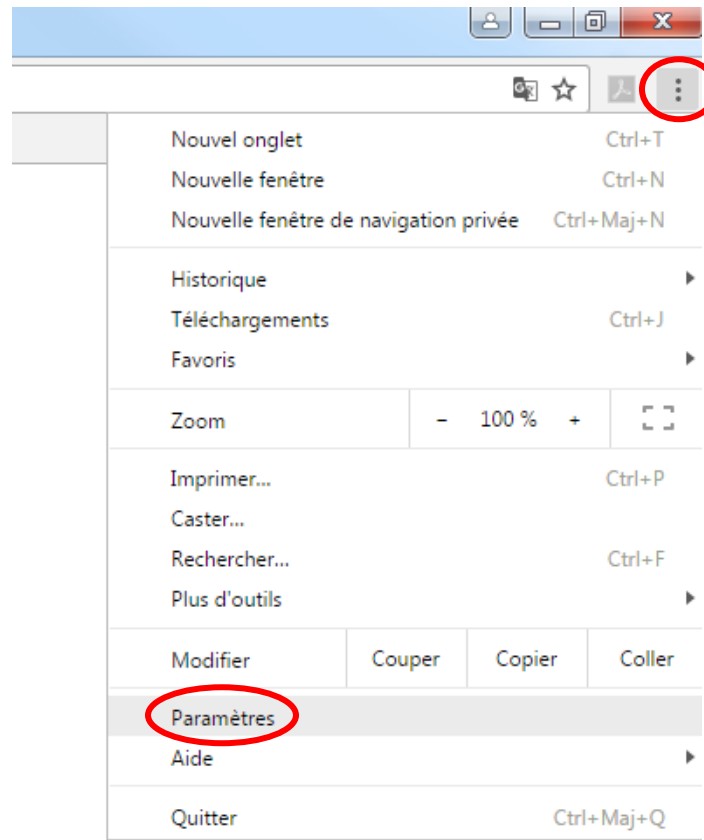 Nouvel onglet Ctrl+T
Nouvelle fenêtre Ctrl+N
Nouvelle fenêtre de navigation privée Ctrl+Maj+N
Historique
Téléchargements Ctrl+J
Favoris
Zoom - 100 % +
Imprimer... Ctrl+P
Caster...
Rechercher... Ctrl+F
Plus d'outils
Modifier Couper Copier Coller
Paramètres
Aide
Quitter Ctrl+Maj+Q